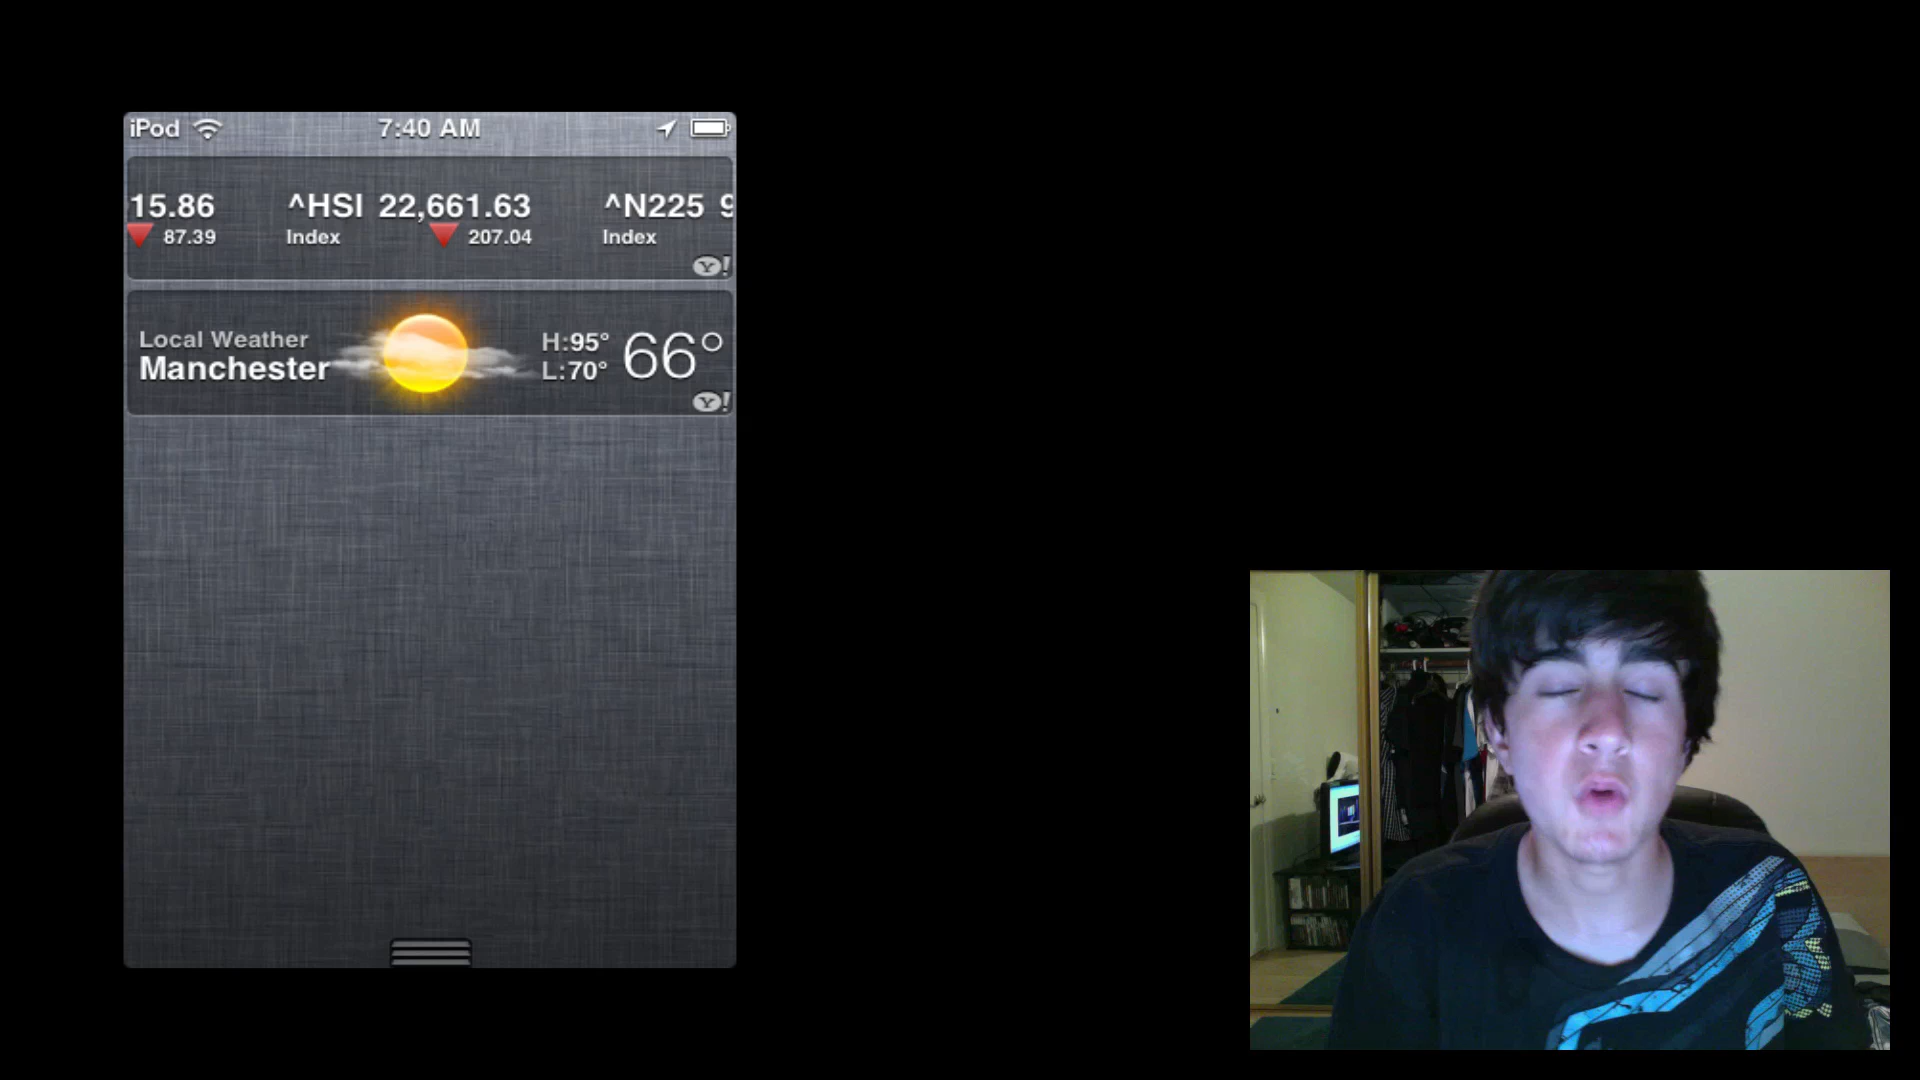 iPod 7:40 AM
15.86 ^HSI 22,661.63 ^N225 9
87.39 Index 207.04 Index
Y!
Local Weather
Manchester
H:95°
L:70°
66°
Y!